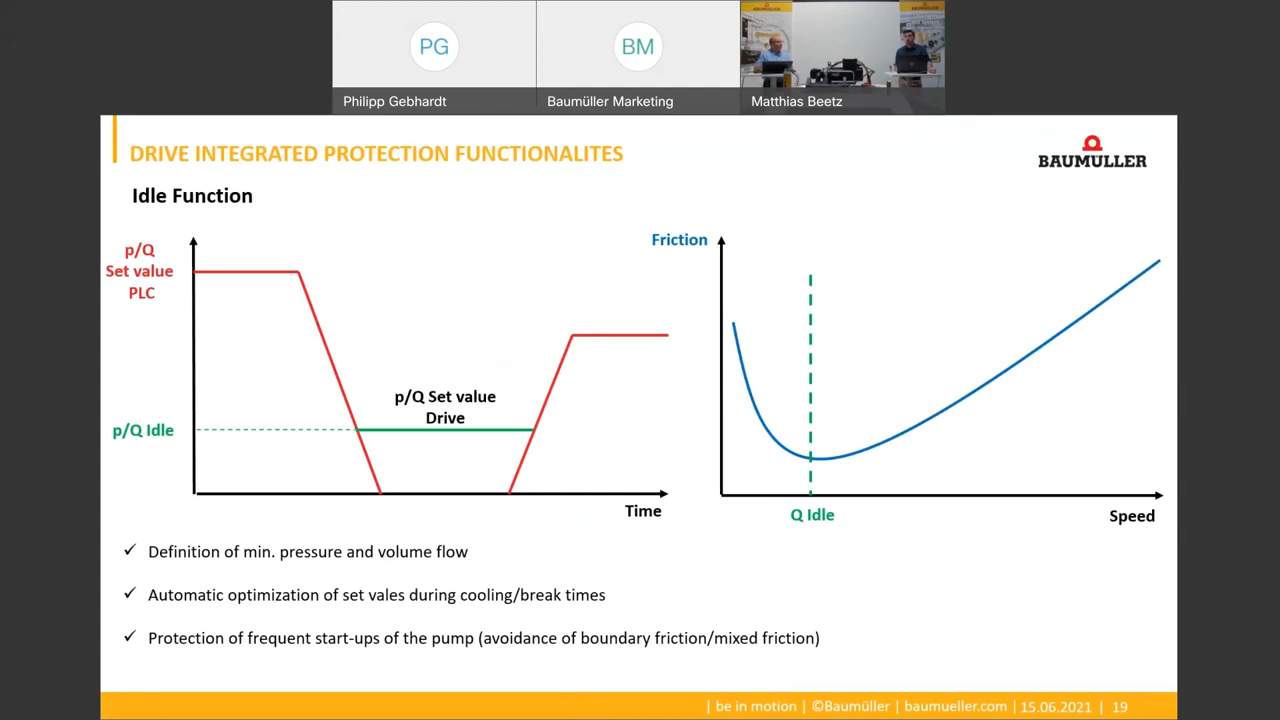 PG
BM
Philipp Gebhardt
Baumüller Marketing
Matthias Beetz
BAUMÜLLER
DRIVE INTEGRATED PROTECTION FUNCTIONALITES
BAUMÜLLER
Idle Function
p/Q
Set value
PLC
p/Q Idle
p/Q Set value
Drive
Time
Friction
Q Idle
Speed
✓ Definition of min. pressure and volume flow
✓ Automatic optimization of set vales during cooling/break times
✓ Protection of frequent start-ups of the pump (avoidance of boundary friction/mixed friction)
| be in motion | ©Baumüller | baumueller.com | 15.06.2021 | 19